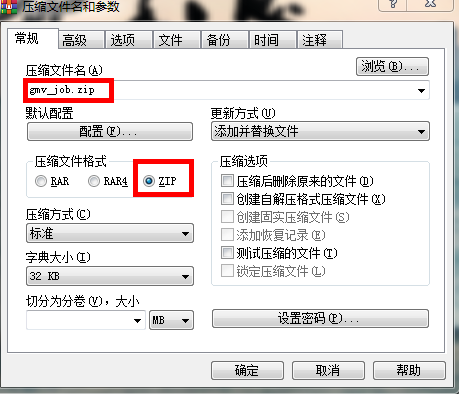 压缩文件名和参数
常规 高级 选项 文件 备份 时间 注释
压缩文件名(A) 浏览(B)...
gmv_job.zip
默认配置 更新方式(U)
配置(F)... 添加并替换文件
压缩文件格式 压缩选项
RAR RAR4 ZIP 压缩后删除原来的文件(D)
创建自解压格式压缩文件(X)
压缩方式(C) 创建固实压缩文件(S)
标准 添加恢复记录(E)
字典大小(I) 测试压缩的文件(T)
32 KB 锁定压缩文件(L)
切分为分卷(V),大小
MB 设置密码(P)...
确定 取消 帮助